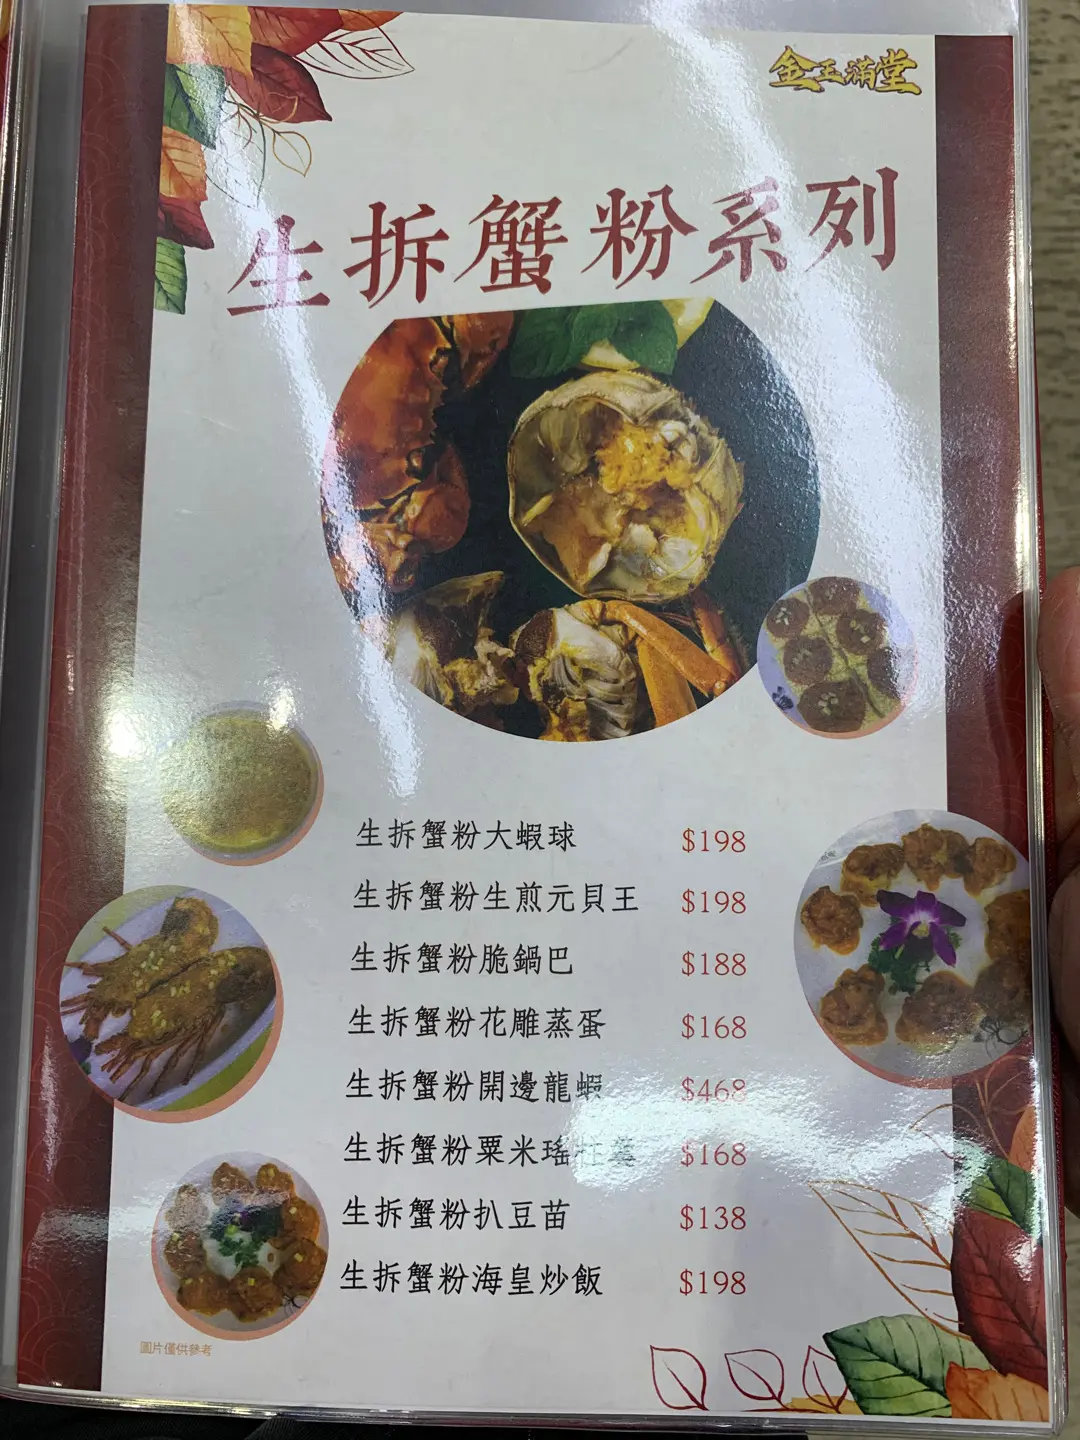 金玉滿堂
生拆蟹粉系列
生拆蟹粉大蝦球 $198
生拆蟹粉生煎元貝王 $198
生拆蟹粉脆鍋巴 $188
生拆蟹粉花雕蒸蛋 $168
生拆蟹粉開邊龍蝦 $468
生拆蟹粉粟米瑤柱羹 $168
生拆蟹粉扒豆苗 $138
生拆蟹粉海皇炒飯 $198
圖片僅供參考